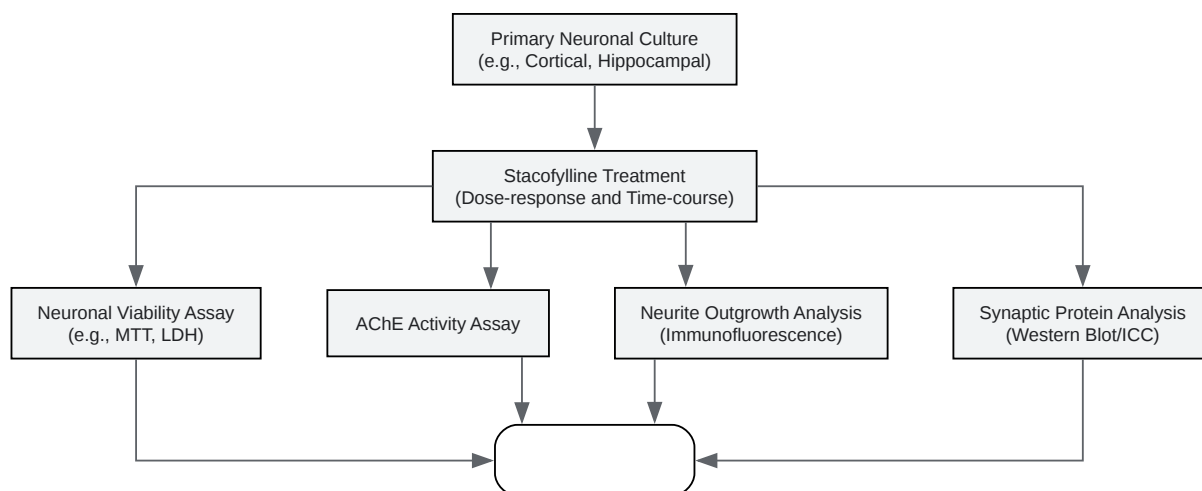 Primary Neuronal Culture
(e.g., Cortical, Hippocampal)
Stacofylline Treatment
(Dose-response and Time-course)
Neuronal Viability Assay
(e.g., MTT, LDH)
AChE Activity Assay
Neurite Outgrowth Analysis
(Immunofluorescence)
Synaptic Protein Analysis
(Western Blot/ICC)